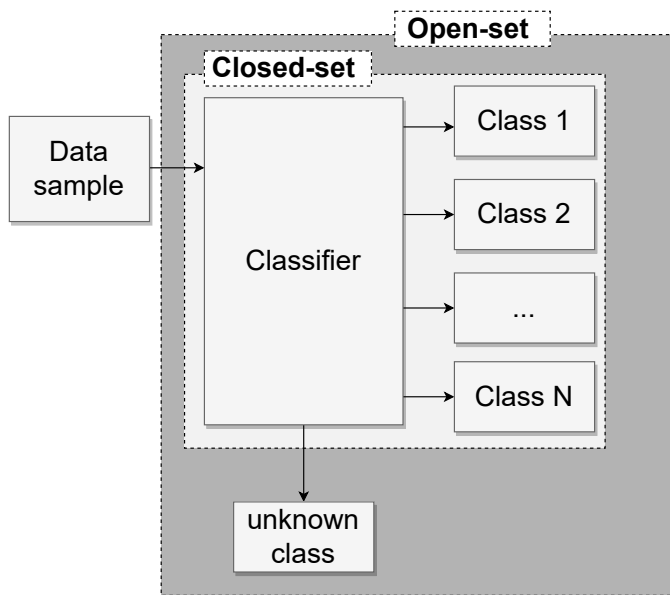 Open-set
Closed-set
Data
sample
Classifier
Class 1
Class 2
...
Class N
unknown
class